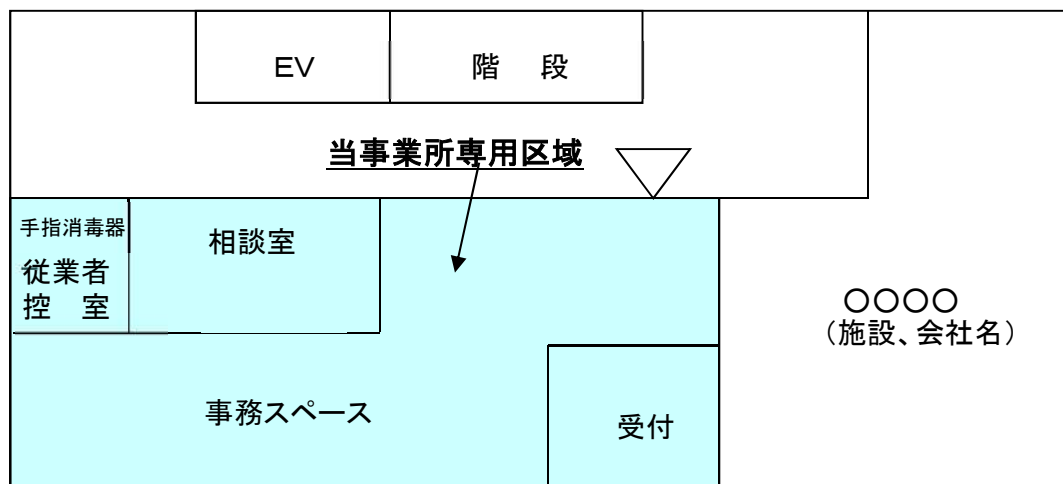 EV
階 段
当事業所専用区域
手指消毒器
従業者
控 室
相談室
〇〇〇〇
（施設、会社名）
事務スペース
受付